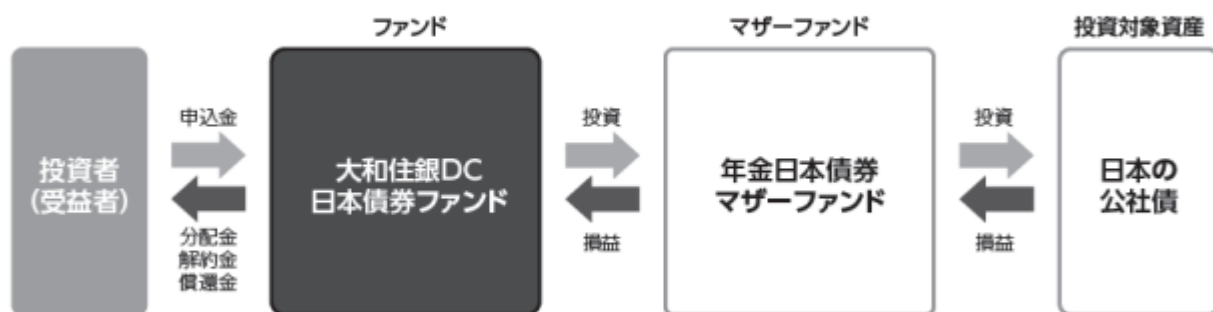 ファンド
マザーファンド
投資対象資産
投資者
(受益者)
申込金
分配金
解約金
償還金
大和住銀DC
日本債券ファンド
投資
損益
年金日本債券
マザーファンド
投資
損益
日本の
公社債